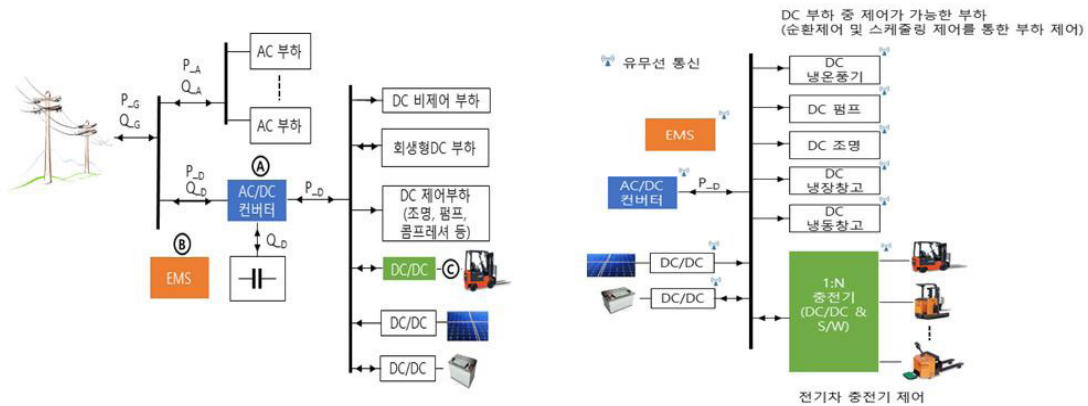 P_G
Q_G
P_A
Q_A
AC 부하
AC 부하
P_D
Q_D
A
AC/DC
컨버터
P_D
Q_D
B
EMS
DC 비제어 부하
회생형DC 부하
DC 제어부하
(조명, 펌프,
콤프레셔 등)
DC/DC
C
DC/DC
DC/DC
DC 부하 중 제어가 가능한 부하
(순환제어 및 스케줄링 제어를 통한 부하 제어)
유무선 통신
EMS
AC/DC
컨버터
P_D
DC/DC
DC/DC
DC
냉온풍기
DC 펌프
DC 조명
DC
냉장창고
DC
냉동창고
1:N
충전기
(DC/DC &
S/W)
전기차 충전기 제어